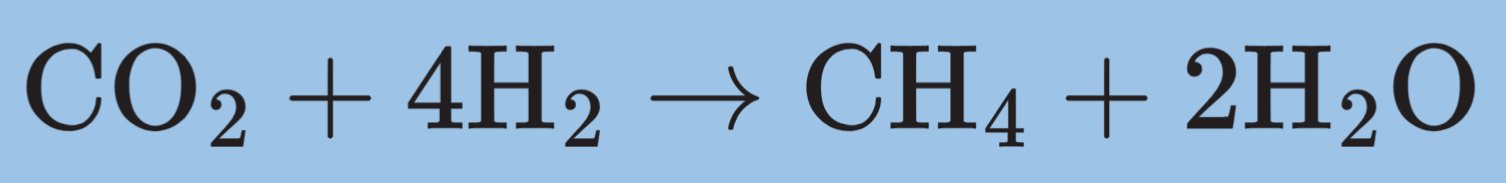 CO₂ + 4H₂ → CH₄ + 2H₂O